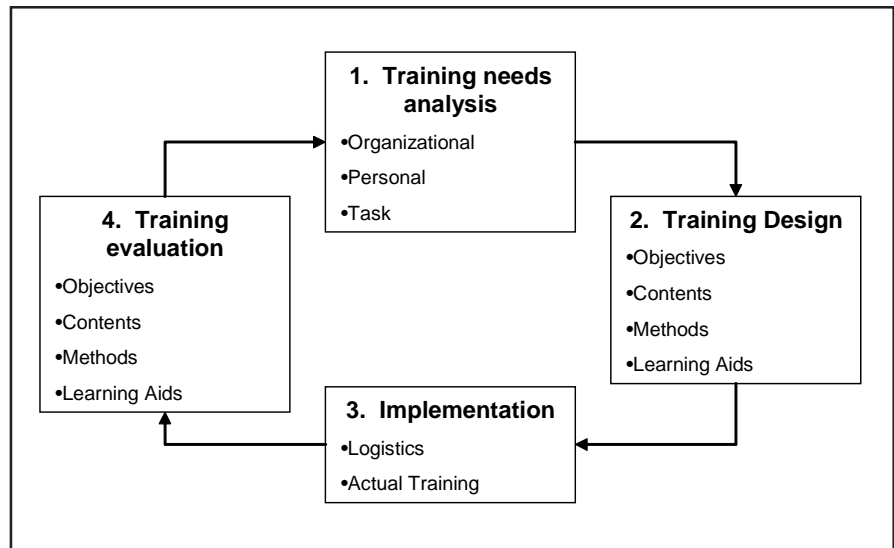 1. Training needs
analysis
•Organizational
•Personal
•Task
2. Training Design
•Objectives
•Contents
•Methods
•Learning Aids
3. Implementation
•Logistics
•Actual Training
4. Training
evaluation
•Objectives
•Contents
•Methods
•Learning Aids